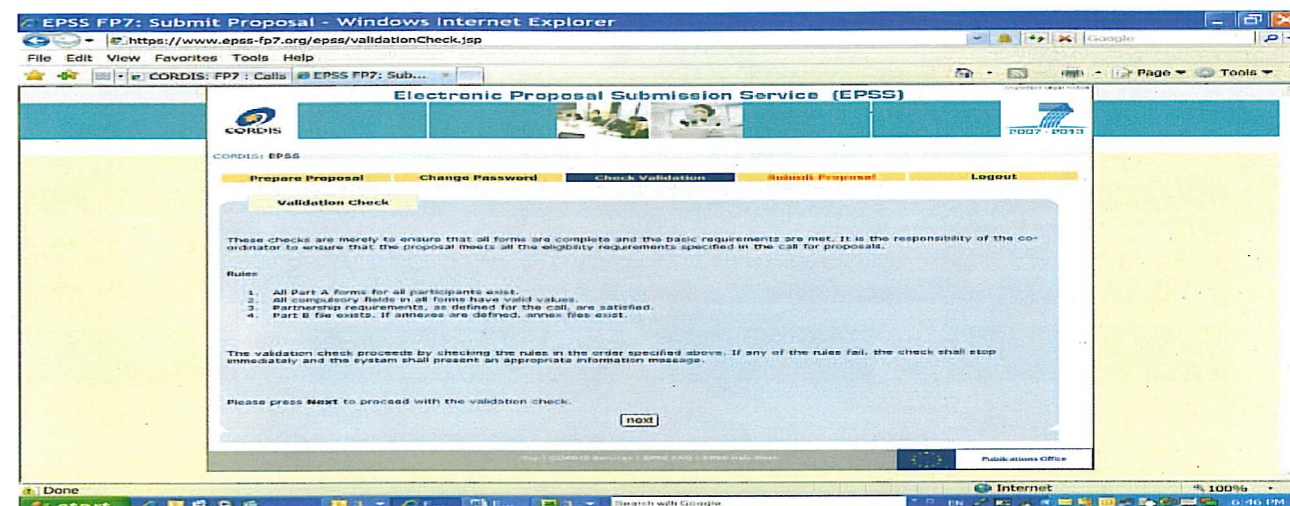 EPSS FP7: Submit Proposal - Windows Internet Explorer
https://www.epss-fp7.org/epss/validationCheck.jsp
Google
File Edit View Favorites Tools Help
CORDIS: FP7 : Calls EPSS FP7: Sub...
Page Tools
Electronic Proposal Submission Service (EPSS)
CORDIS
2007 - 2013
CORDIS: EPSS
Prepare Proposal Change Password Check Validation Submit Proposal Logout
Validation Check
These checks are merely to ensure that all forms are complete and the basic requirements are met. It is the responsibility of the co-
ordinator to ensure that the proposal meets all the eligibility requirements specified in the call for proposals.
Rules
1. All Part A forms for all participants exist.
2. All compulsory fields in all forms have valid values.
3. Partnership requirements, as defined for the call, are satisfied.
4. Part B file exists. If annexes are defined, annex files exist.
The validation check proceeds by checking the rules in the order specified above. If any of the rules fail, the check shall stop
immediately and the system shall present an appropriate information message.
Please press Next to proceed with the validation check.
next
Publications Office
Done
Internet
100%
start
Search with Google
EN
6:46 PM